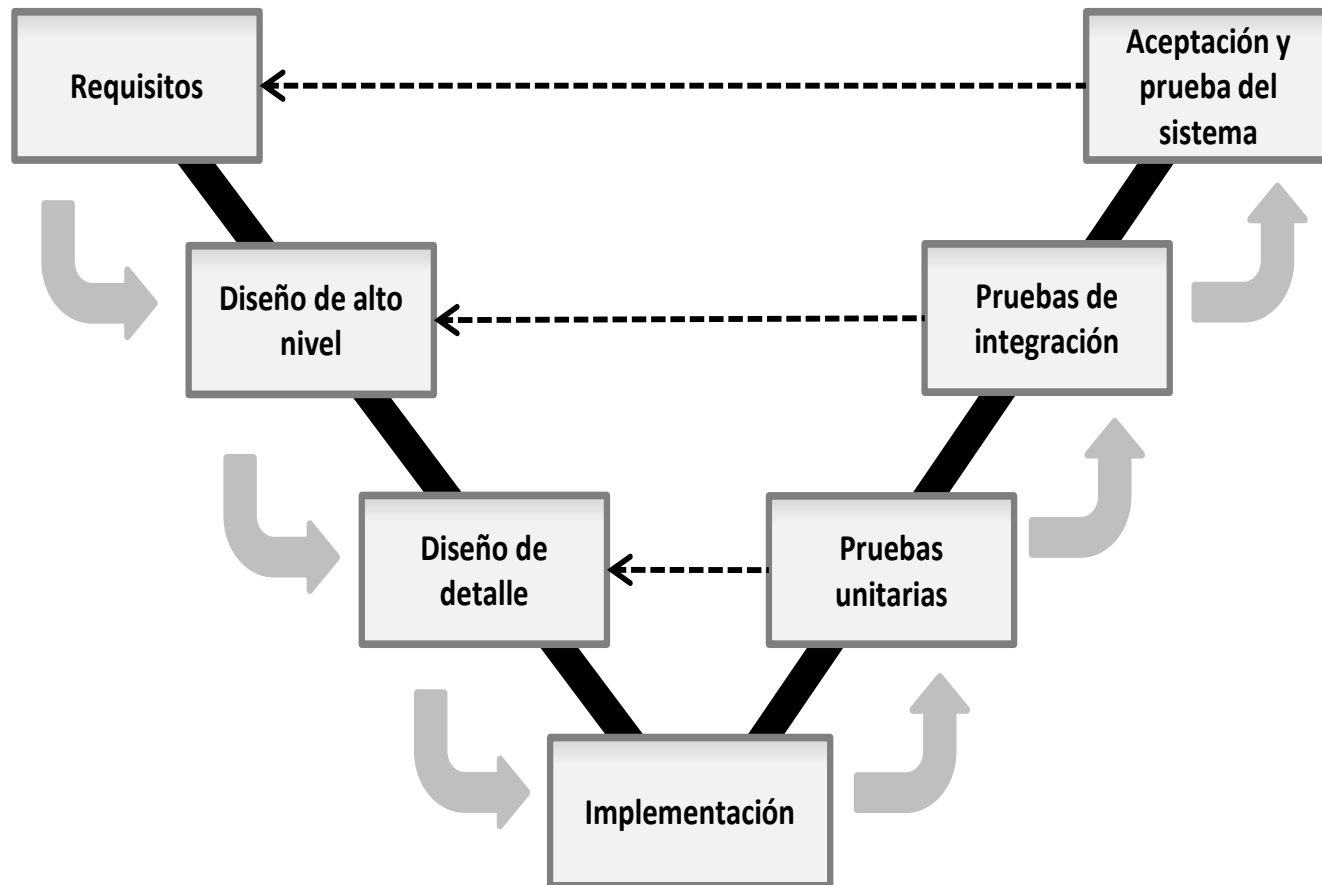 Requisitos
Aceptación y
prueba del
sistema
Diseño de alto
nivel
Pruebas de
integración
Diseño de
detalle
Pruebas
unitarias
Implementación